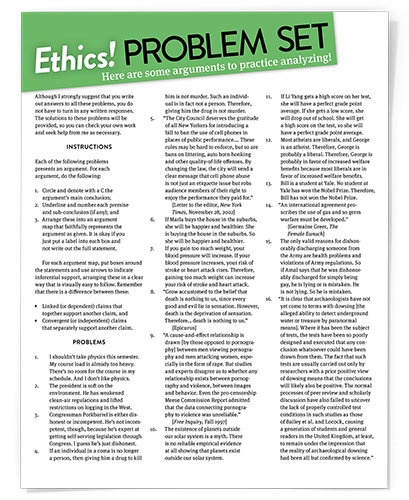 Ethics! PROBLEM SET
Here are some arguments to practice analyzing!
Although I strongly suggest that you write
out answers to all these problems, you do
not have to turn in any written responses.
The solutions to these problems will be
provided, so you can check your own work
and seek help from me as necessary.
INSTRUCTIONS
Each of the following problems
presents an argument. For each
argument, do the following:
1. Circle and denote with a C the
argument's main conclusion;
2. Underline and number each premise
and sub-conclusion (if any); and
3. Arrange these into an argument
map that faithfully represents the
argument as given. It is okay if you
just put a label into each box and
not write out the full statement.
For each argument map, put boxes around
the statements and use arrows to indicate
inferential support, arranging these in a clear
way that is visually easy to follow. Remember
that there is a difference between these:
• Linked (or dependent) claims that
together support another claim, and
• Convergent (or independent) claims
that separately support another claim.
PROBLEMS
1. I shouldn't take physics this semester.
My course load is already too heavy.
There's no room for the course in my
schedule. And I don't like physics.
2. The president is soft on the
environment. He has weakened
clean-air regulations and lifted
restrictions on logging in the West.
3. Congressman Porkbarrel is either dis-
honest or incompetent. He's not incom-
petent, though, because he's expert at
getting self-serving legislation through
Congress. I guess he's just dishonest.
4. If an individual in a coma is no longer
a person, then giving him a drug to kill
him is not murder. Such an individ-
ual is in fact not a person. Therefore,
giving him the drug is not murder.
5. "The City Council deserves the gratitude
of all New Yorkers for introducing a
bill to ban the use of cell phones in
places of public performance.... These
rules may be hard to enforce, but so are
bans on littering, auto horn honking
and other quality-of-life offenses. By
changing the law, the city will send a
clear message that cell phone abuse
is not just an etiquette issue but robs
audience members of their right to
enjoy the performance they paid for."
[Letter to the editor, New York
Times, November 28, 2002]
6. If Marla buys the house in the suburbs,
she will be happier and healthier. She
is buying the house in the suburbs. So
she will be happier and healthier.
7. If you gain too much weight, your
blood pressure will increase. If your
blood pressure increases, your risk of
stroke or heart attack rises. Therefore,
gaining too much weight can increase
your risk of stroke and heart attack.
8. "Grow accustomed to the belief that
death is nothing to us, since every
good and evil lie in sensation. However,
death is the deprivation of sensation.
Therefore... death is nothing to us."
[Epicurus]
9. "A cause-and-effect relationship is
drawn [by those opposed to pornogra-
phy] between men viewing pornogra-
phy and men attacking women, espe-
cially in the form of rape. But studies
and experts disagree as to whether any
relationship exists between pornog-
raphy and violence, between images
and behavior. Even the pro-censorship
Meese Commission Report admitted
that the data connecting pornogra-
phy to violence was unreliable."
[Free Inquiry, Fall 1997]
10. The existence of planets outside
our solar system is a myth. There
is no reliable empirical evidence
at all showing that planets exist
outside our solar system.
11. If Li Yang gets a high score on her test,
she will have a perfect grade point
average. If she gets a low score, she
will drop out of school. She will get
a high score on the test, so she will
have a perfect grade point average.
12. Most atheists are liberals, and George
is an atheist. Therefore, George is
probably a liberal. Therefore, George is
probably in favor of increased welfare
benefits because most liberals are in
favor of increased welfare benefits.
13. Bill is a student at Yale. No student at
Yale has won the Nobel Prize. Therefore,
Bill has not won the Nobel Prize.
14. "An international agreement pro-
scribes the use of gas and so germ
warfare must be developed."
[Germaine Greer, The
Female Eunuch]
15. The only valid reasons for dishon-
orably discharging someone from
the Army are health problems and
violations of Army regulations. So
if Amal says that he was dishonor-
ably discharged for simply being
gay, he is lying or is mistaken. He
is not lying. So he is mistaken.
16. "It is clear that archaeologists have not
yet come to terms with dowsing [the
alleged ability to detect underground
water or treasure by paranormal
means]. Where it has been the subject
of tests, the tests have been so poorly
designed and executed that any con-
clusion whatsoever could have been
drawn from them. The fact that such
tests are usually carried out only by
researchers with a prior positive view
of dowsing means that the conclusions
will likely also be positive. The normal
processes of peer review and scholarly
discussion have also failed to uncover
the lack of properly controlled test
conditions in such studies as those
of Bailey et al. and Locock, causing
a generation of students and general
readers in the United Kingdom, at least,
to remain under the impression that
the reality of archaeological dowsing
had been all but confirmed by science."